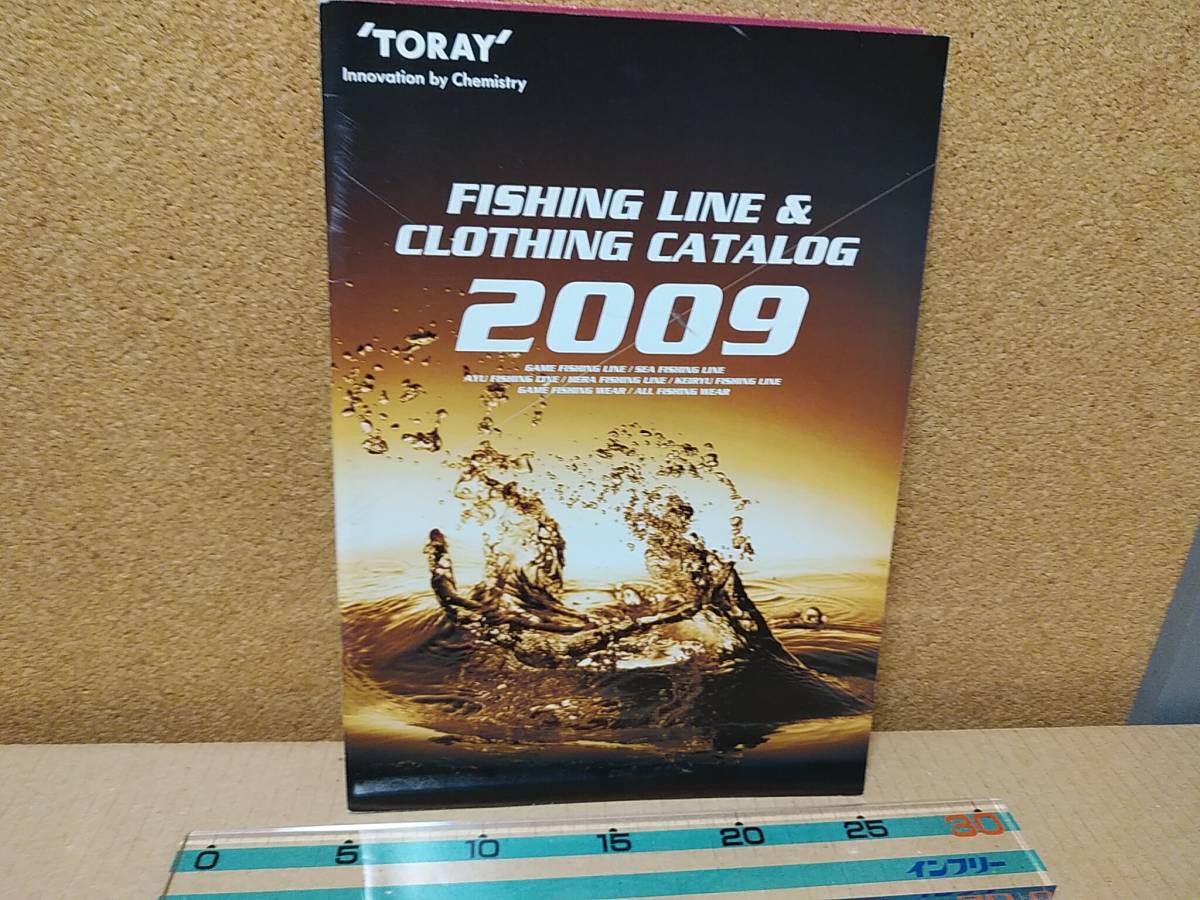 'TORAY'
Innovation by Chemistry
FISHING LINE &
CLOTHING CATALOG
2009
GAME FISHING LINE / SEA FISHING LINE
AYU FISHING LINE / HERA FISHING LINE / KEIRYU FISHING LINE
GAME FISHING WEAR / ALL FISHING WEAR
0 5 10 15 20 25 30
インフリー